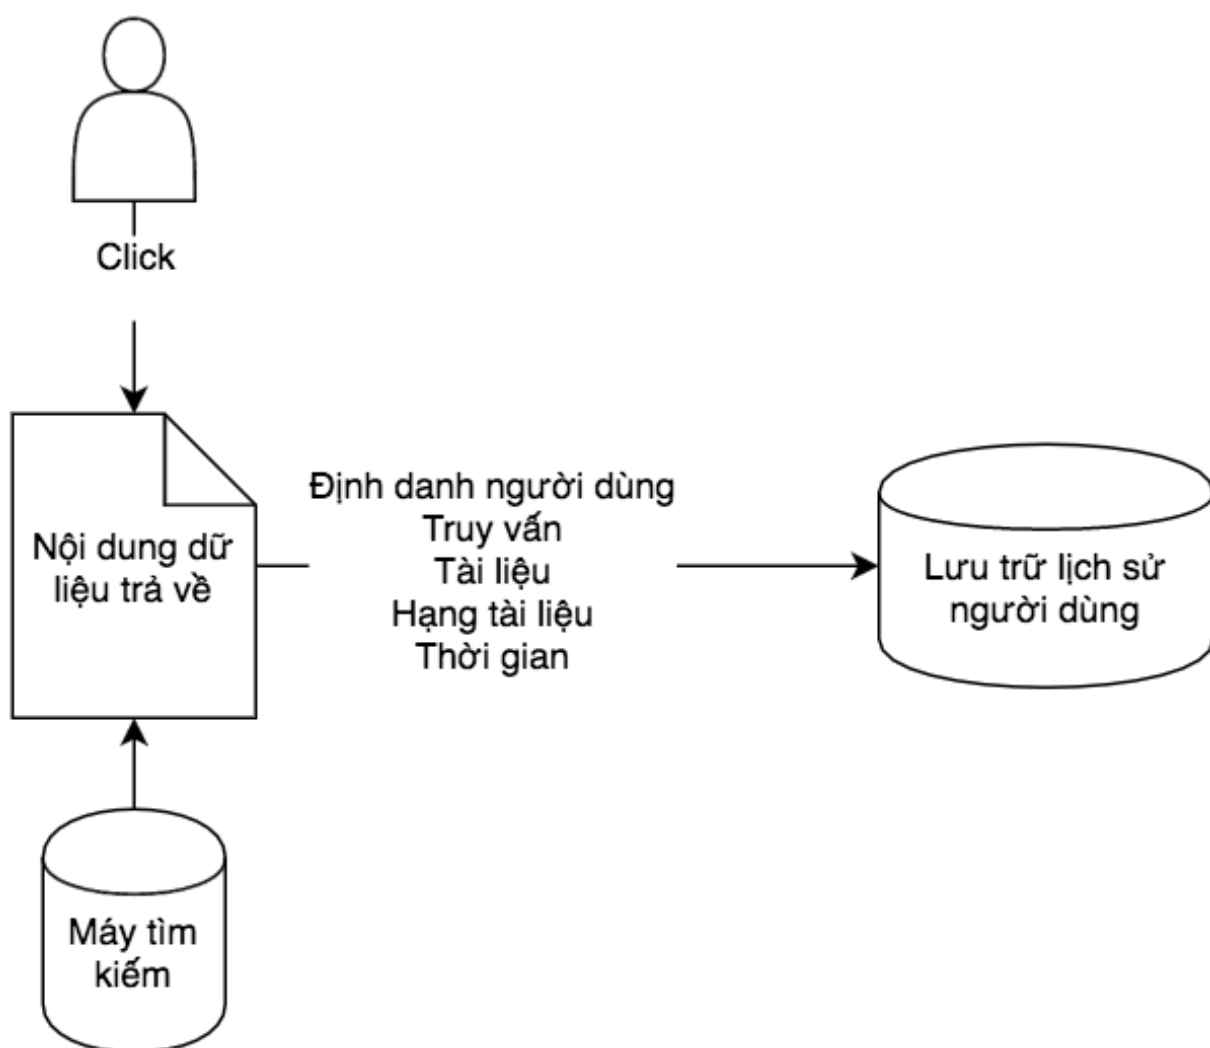 Click
Định danh người dùng
Truy vấn
Tài liệu
Hạng tài liệu
Thời gian
Nội dung dữ
liệu trả về
Lưu trữ lịch sử
người dùng
Máy tìm
kiếm